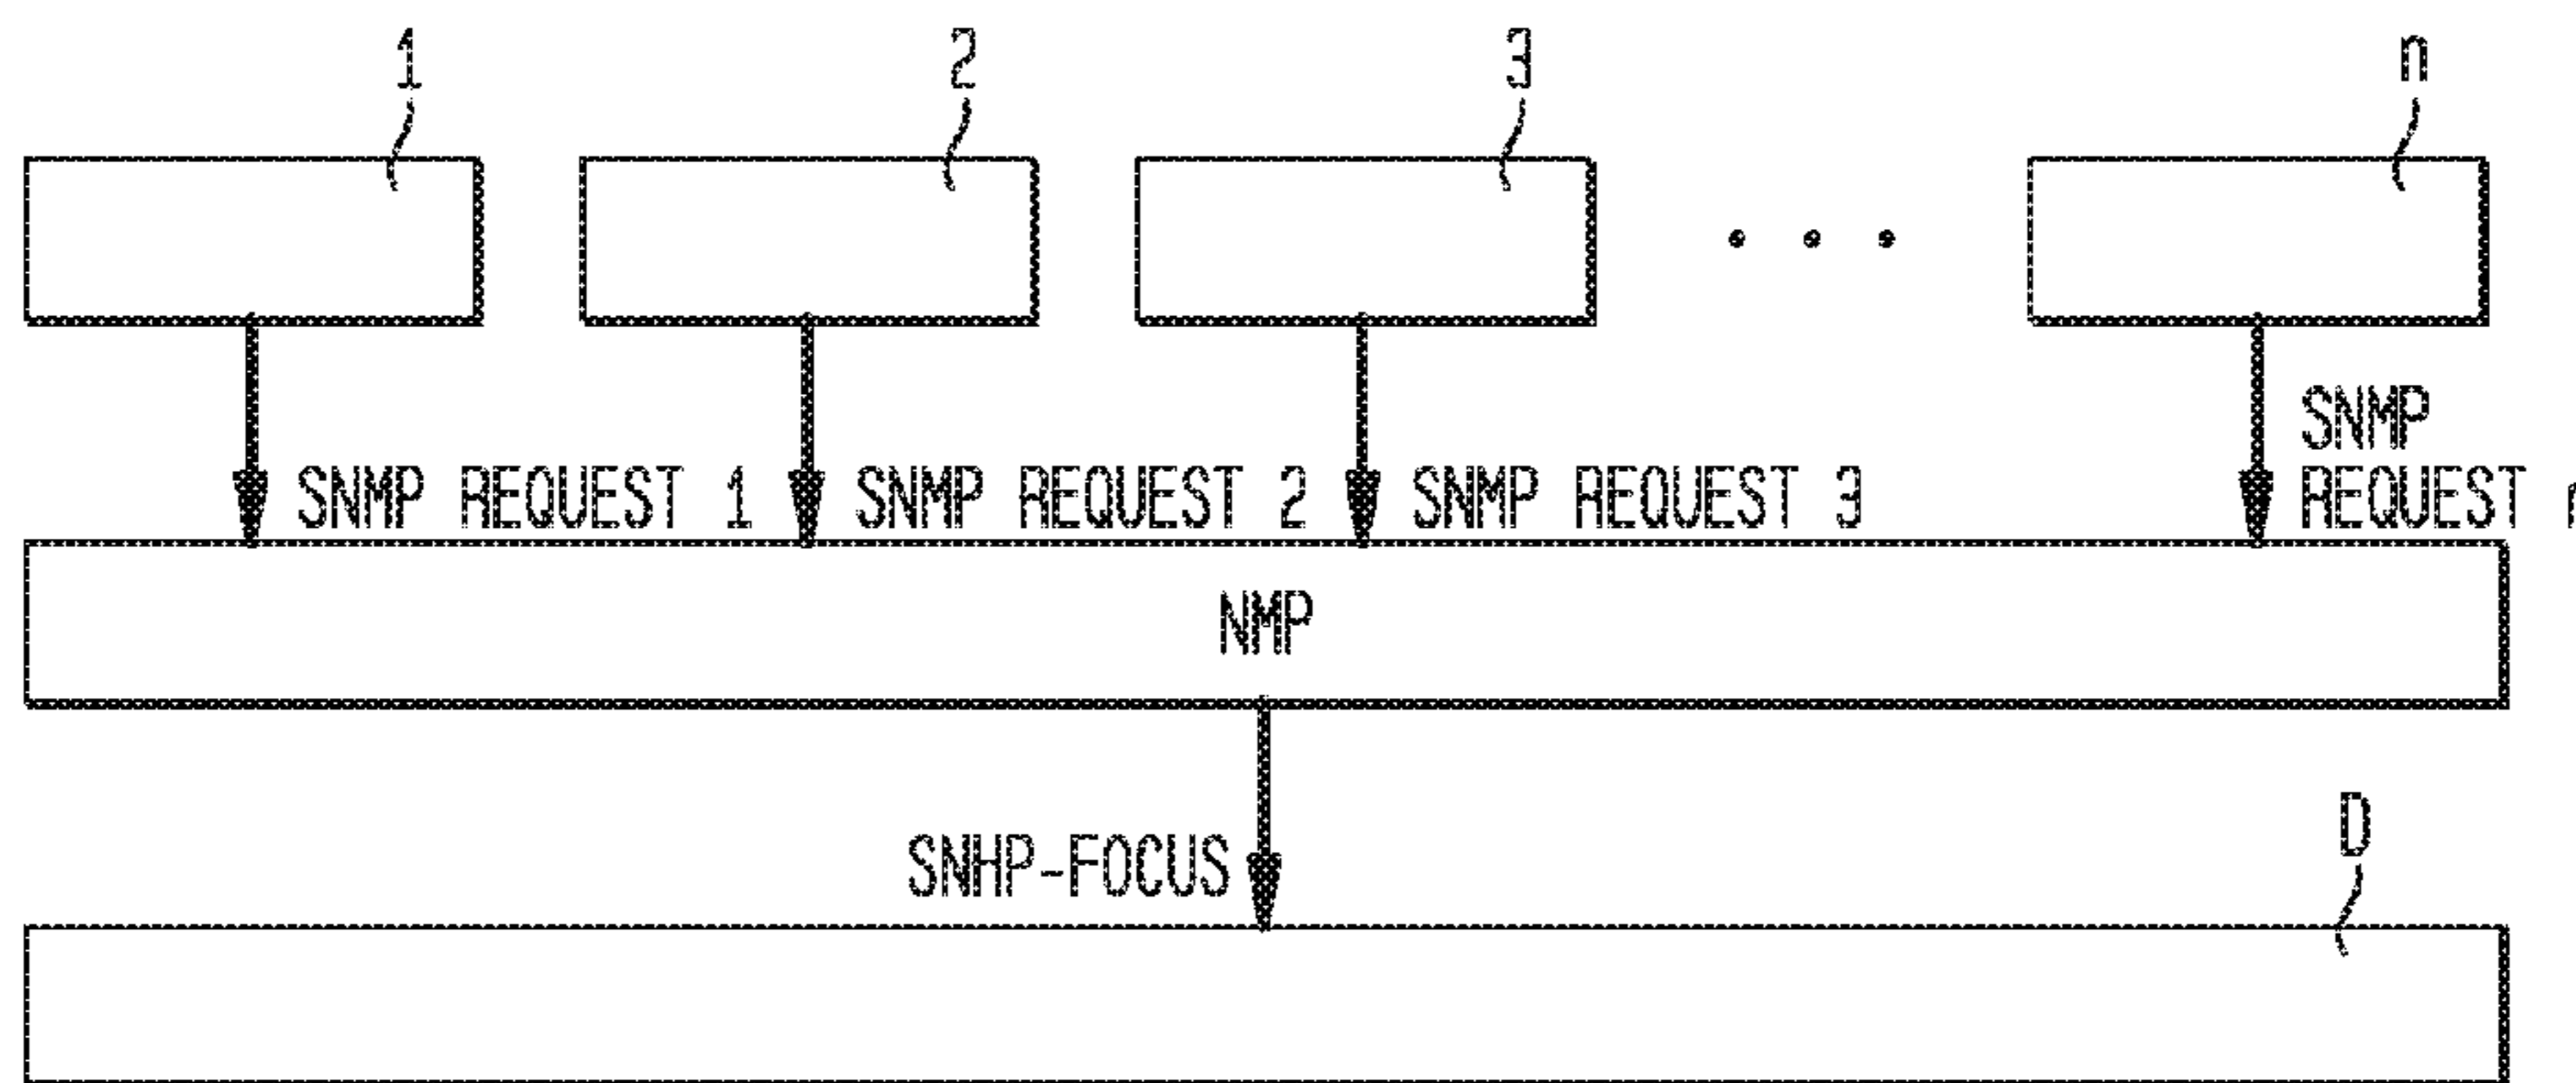 1
2
3
n
SNMP REQUEST 1
SNMP REQUEST 2
SNMP REQUEST 3
SNMP
REQUEST
NMP
SNHP-FOCUS
D